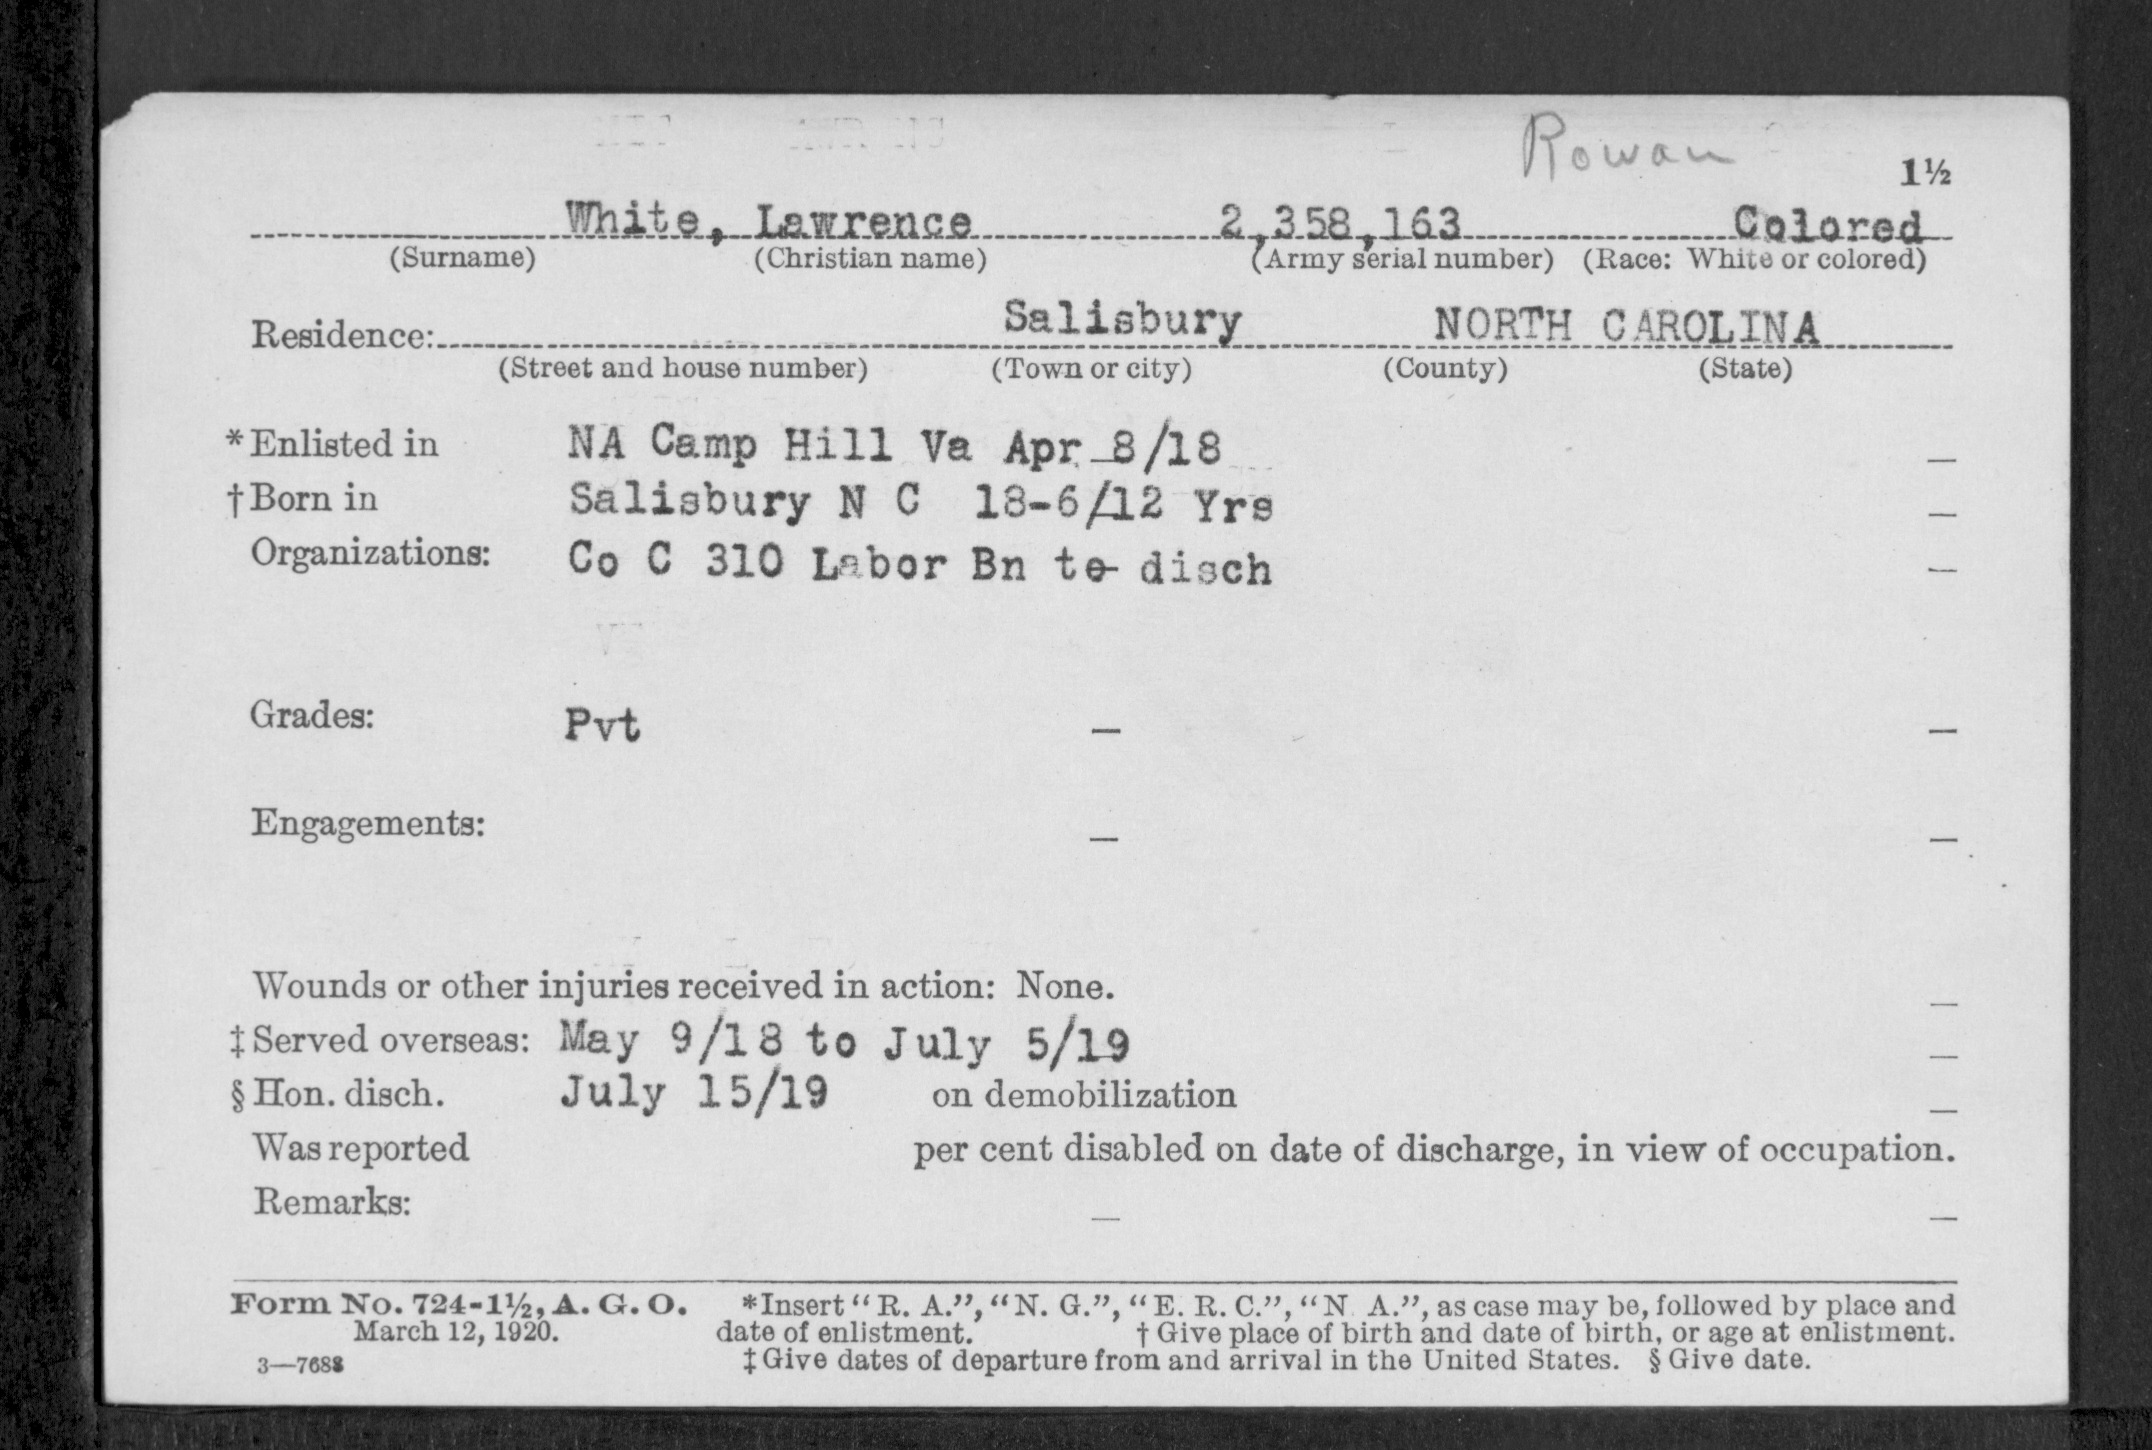 Rowan
1½
White, Lawrence 2,358,163 Colored
(Surname) (Christian name) (Army serial number) (Race: White or colored)
Salisbury NORTH CAROLINA
Residence:
(Street and house number) (Town or city) (County) (State)
*Enlisted in NA Camp Hill Va Apr 8/18 —
†Born in Salisbury N C 18-6/12 Yrs —
Organizations: Co C 310 Labor Bn to disch —
Grades: Pvt — —
Engagements: — —
Wounds or other injuries received in action: None. —
‡Served overseas: May 9/18 to July 5/19 —
§Hon. disch. July 15/19 on demobilization —
Was reported per cent disabled on date of discharge, in view of occupation.
Remarks: — —
Form No. 724-1½, A. G. O. *Insert "R. A.", "N. G.", "E. R. C.", "N A.", as case may be, followed by place and
March 12, 1920. date of enlistment. †Give place of birth and date of birth, or age at enlistment.
3—7688 ‡Give dates of departure from and arrival in the United States. §Give date.